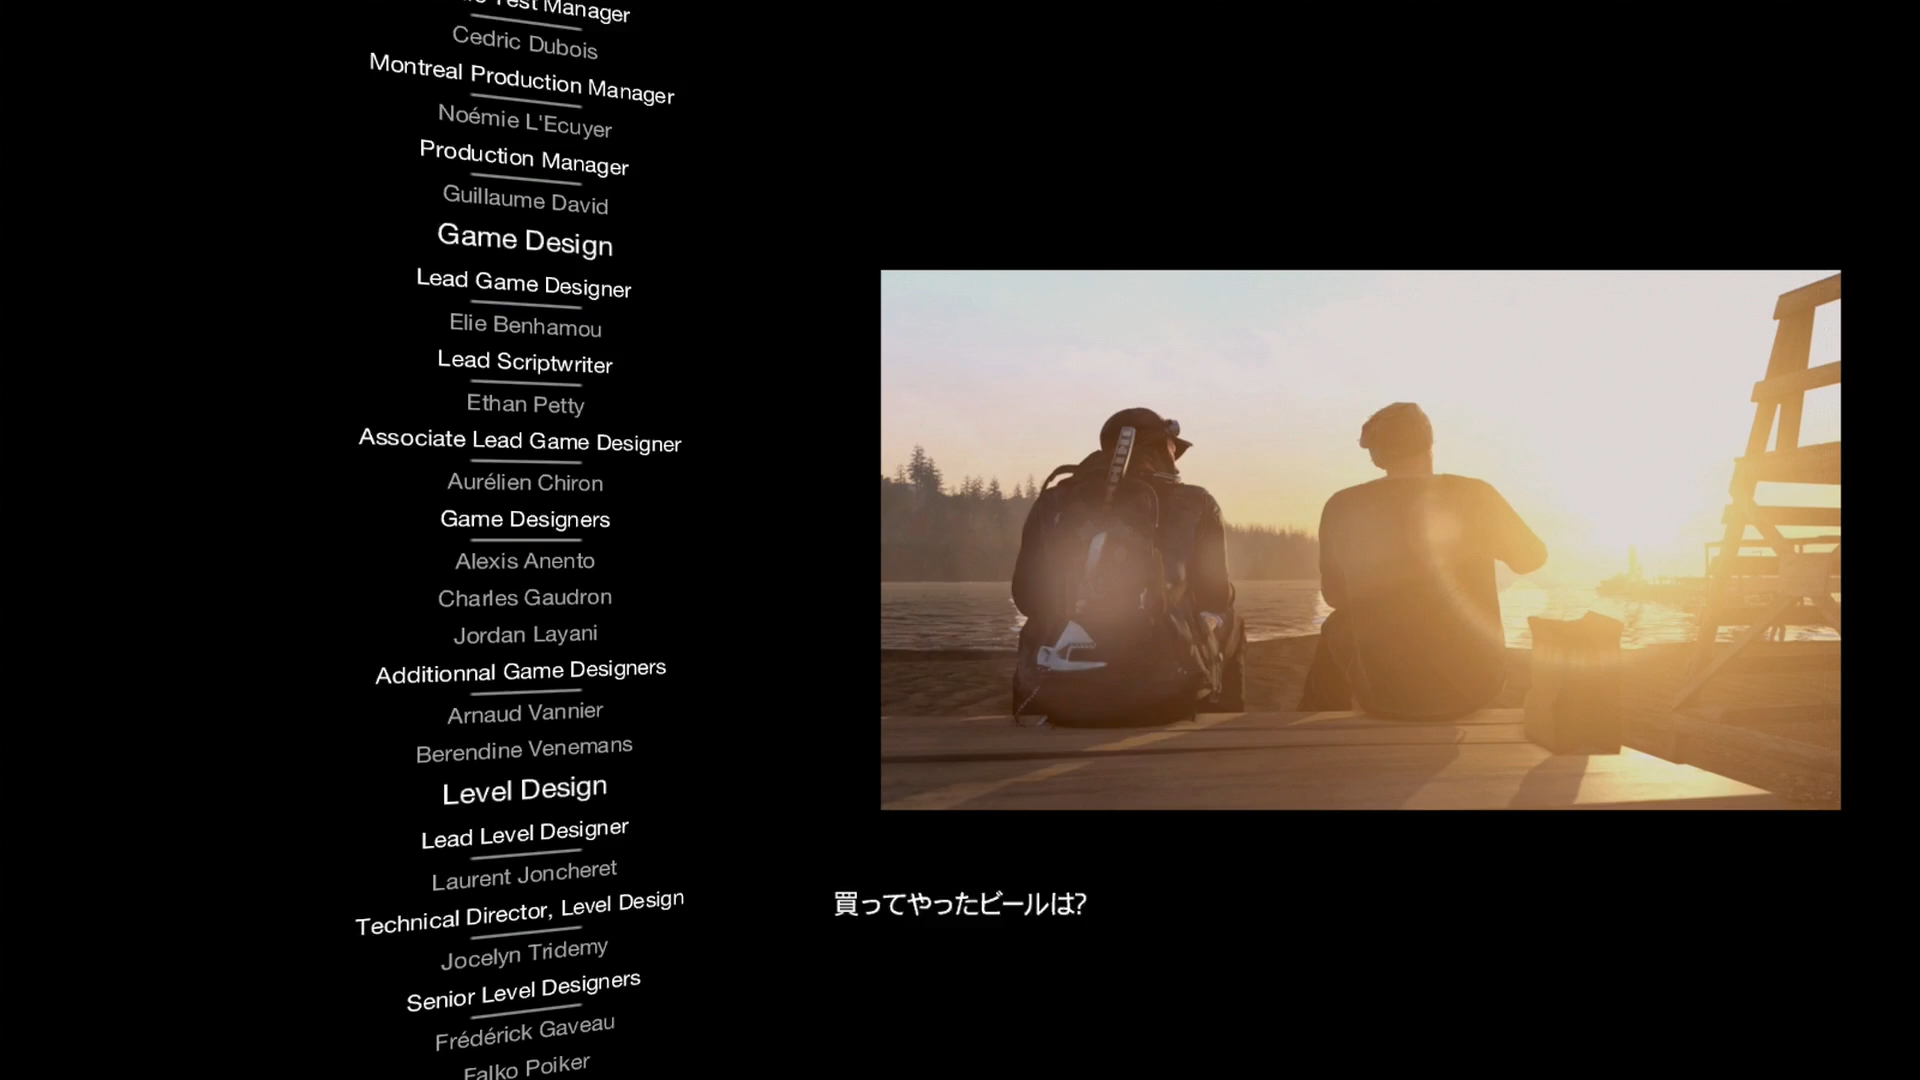 Test Manager
Cedric Dubois
Montreal Production Manager
Noémie L'Ecuyer
Production Manager
Guillaume David
Game Design
Lead Game Designer
Elie Benhamou
Lead Scriptwriter
Ethan Petty
Associate Lead Game Designer
Aurélien Chiron
Game Designers
Alexis Anento
Charles Gaudron
Jordan Layani
Additionnal Game Designers
Arnaud Vannier
Berendine Venemans
Level Design
Lead Level Designer
Laurent Joncheret
Technical Director, Level Design
Jocelyn Tridemy
Senior Level Designers
Frédérick Gaveau
Falko Poiker
買ってやったビールは?